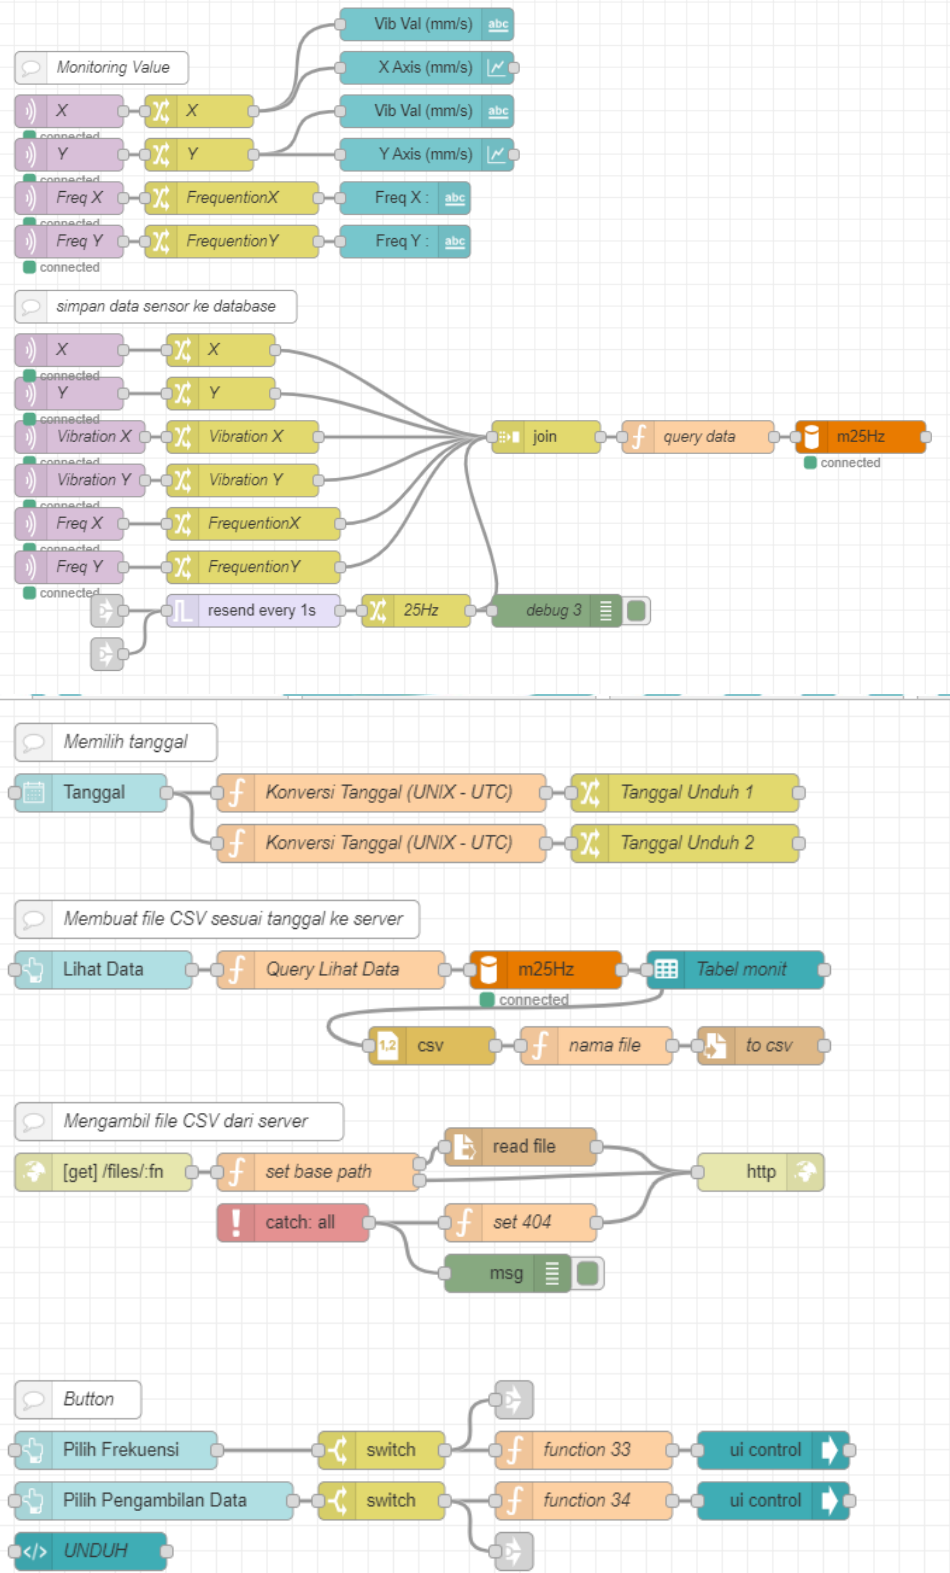 Vib Val (mm/s) abc
Monitoring Value
X Axis (mm/s)
X X
Vib Val (mm/s) abc
connected
Y Y
Y Axis (mm/s)
connected
Freq X FrequentionX Freq X : abc
connected
Freq Y FrequentionY Freq Y : abc
connected
simpan data sensor ke database
X X
connected
Y Y
connected
Vibration X Vibration X join query data m25Hz
connected connected
Vibration Y Vibration Y
connected
Freq X FrequentionX
connected
Freq Y FrequentionY
connected
resend every 1s 25Hz debug 3
Memilih tanggal
Tanggal Konversi Tanggal (UNIX - UTC) Tanggal Unduh 1
Konversi Tanggal (UNIX - UTC) Tanggal Unduh 2
Membuat file CSV sesuai tanggal ke server
Lihat Data Query Lihat Data m25Hz Tabel monit
connected
1,2 csv nama file to csv
Mengambil file CSV dari server
read file
[get] /files/:fn set base path http
catch: all set 404
msg
Button
Pilih Frekuensi switch function 33 ui control
Pilih Pengambilan Data switch function 34 ui control
</> UNDUH